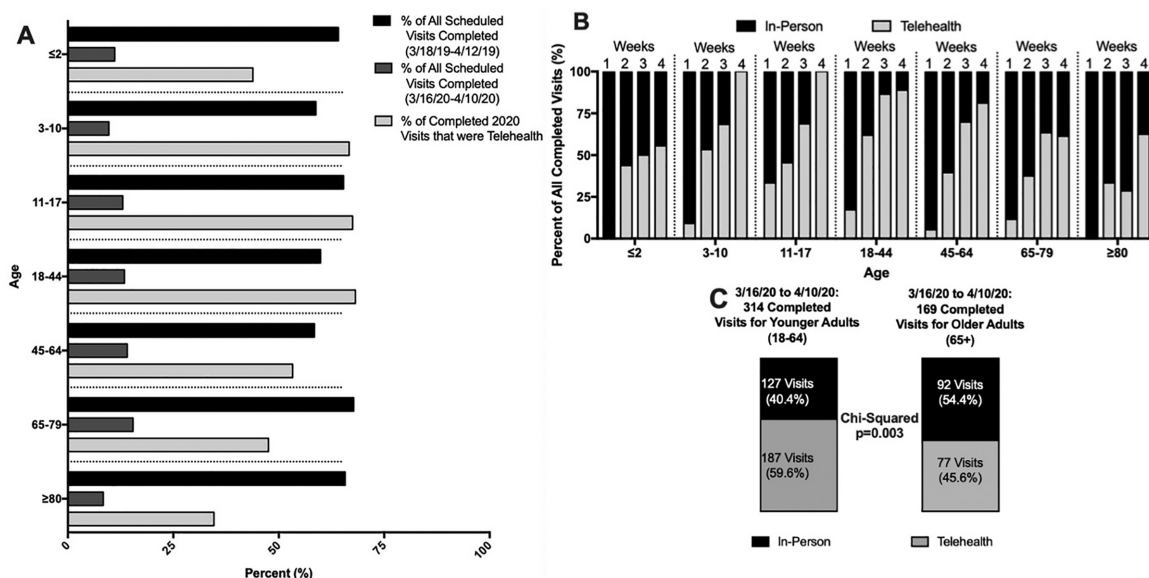 A
% of All Scheduled
Visits Completed
(3/18/19-4/12/19)
% of All Scheduled
Visits Completed
(3/16/20-4/10/20)
% of Completed 2020
Visits that were Telehealth
Age
≤2
3-10
11-17
18-44
45-64
65-79
≥80
0 25 50 75 100
Percent (%)
B
In-Person Telehealth
Weeks Weeks Weeks Weeks Weeks Weeks Weeks
1 2 3 4 1 2 3 4 1 2 3 4 1 2 3 4 1 2 3 4 1 2 3 4 1 2 3 4
Percent of All Completed Visits (%)
100
75
50
25
0
≤2 3-10 11-17 18-44 45-64 65-79 ≥80
Age
C
3/16/20 to 4/10/20:
314 Completed
Visits for Younger Adults
(18-64)
3/16/20 to 4/10/20:
169 Completed
Visits for Older Adults
(65+)
127 Visits
(40.4%)
187 Visits
(59.6%)
Chi-Squared
p=0.003
92 Visits
(54.4%)
77 Visits
(45.6%)
In-Person Telehealth